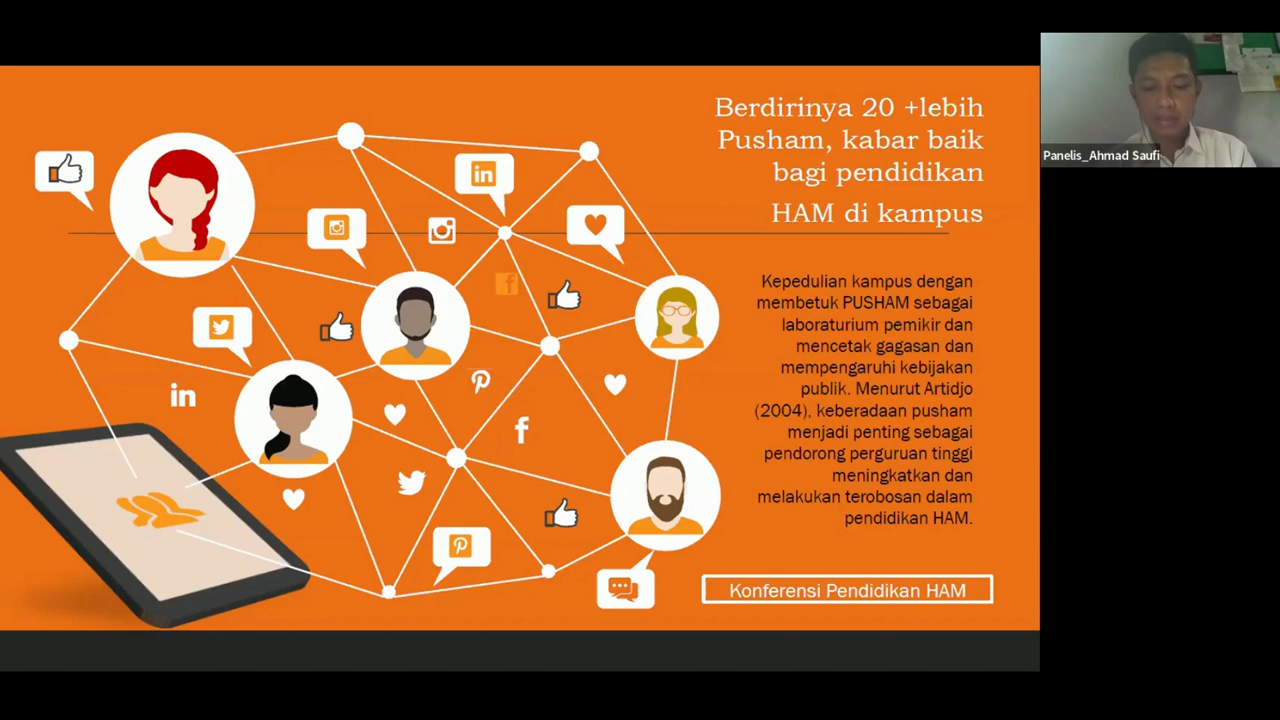 Berdirinya 20 +lebih
Pusham, kabar baik
bagi pendidikan
HAM di kampus
Kepedulian kampus dengan
membetuk PUSHAM sebagai
laboraturium pemikir dan
mencetak gagasan dan
mempengaruhi kebijakan
publik. Menurut Artidjo
(2004), keberadaan pusham
menjadi penting sebagai
pendorong perguruan tinggi
meningkatkan dan
melakukan terobosan dalam
pendidikan HAM.
Konferensi Pendidikan HAM
Panelis_Ahmad Saufi
in
in